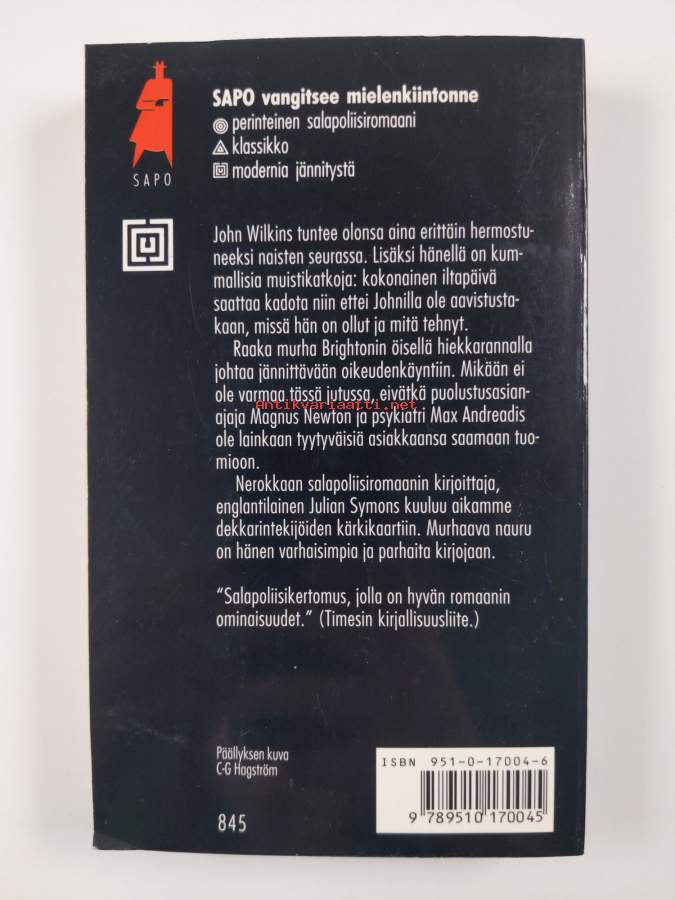 SAPO
SAPO vangitsee mielenkiintonne
perinteinen salapoliisiromaani
klassikko
modernia jännitystä
John Wilkins tuntee olonsa aina erittäin hermostu-
neeksi naisten seurassa. Lisäksi hänellä on kum-
mallisia muistikatkoja: kokonainen iltapäivä
saattaa kadota niin ettei Johnilla ole aavistusta-
kaan, missä hän on ollut ja mitä tehnyt.
Raaka murha Brightonin öisellä hiekkarannalla
johtaa jännittävään oikeudenkäyntiin. Mikään ei
ole varmaa tässä jutussa, eivätkä puolustusasian-
Antikvariaatti.net
ajaja Magnus Newton ja psykiatri Max Andreadis
ole lainkaan tyytyväisiä asiakkaansa saamaan tuo-
mioon.
Nerokkaan salapoliisiromaanin kirjoittaja,
englantilainen Julian Symons kuuluu aikamme
dekkarintekijöiden kärkikaartiin. Murhaava nauru
on hänen varhaisimpia ja parhaita kirjojaan.
“Salapoliisikertomus, jolla on hyvän romaanin
ominaisuudet.” (Timesin kirjallisuusliite.)
Päällyksen kuva
C-G Hagström
845
ISBN 951-0-17004-6
9 789510 170045